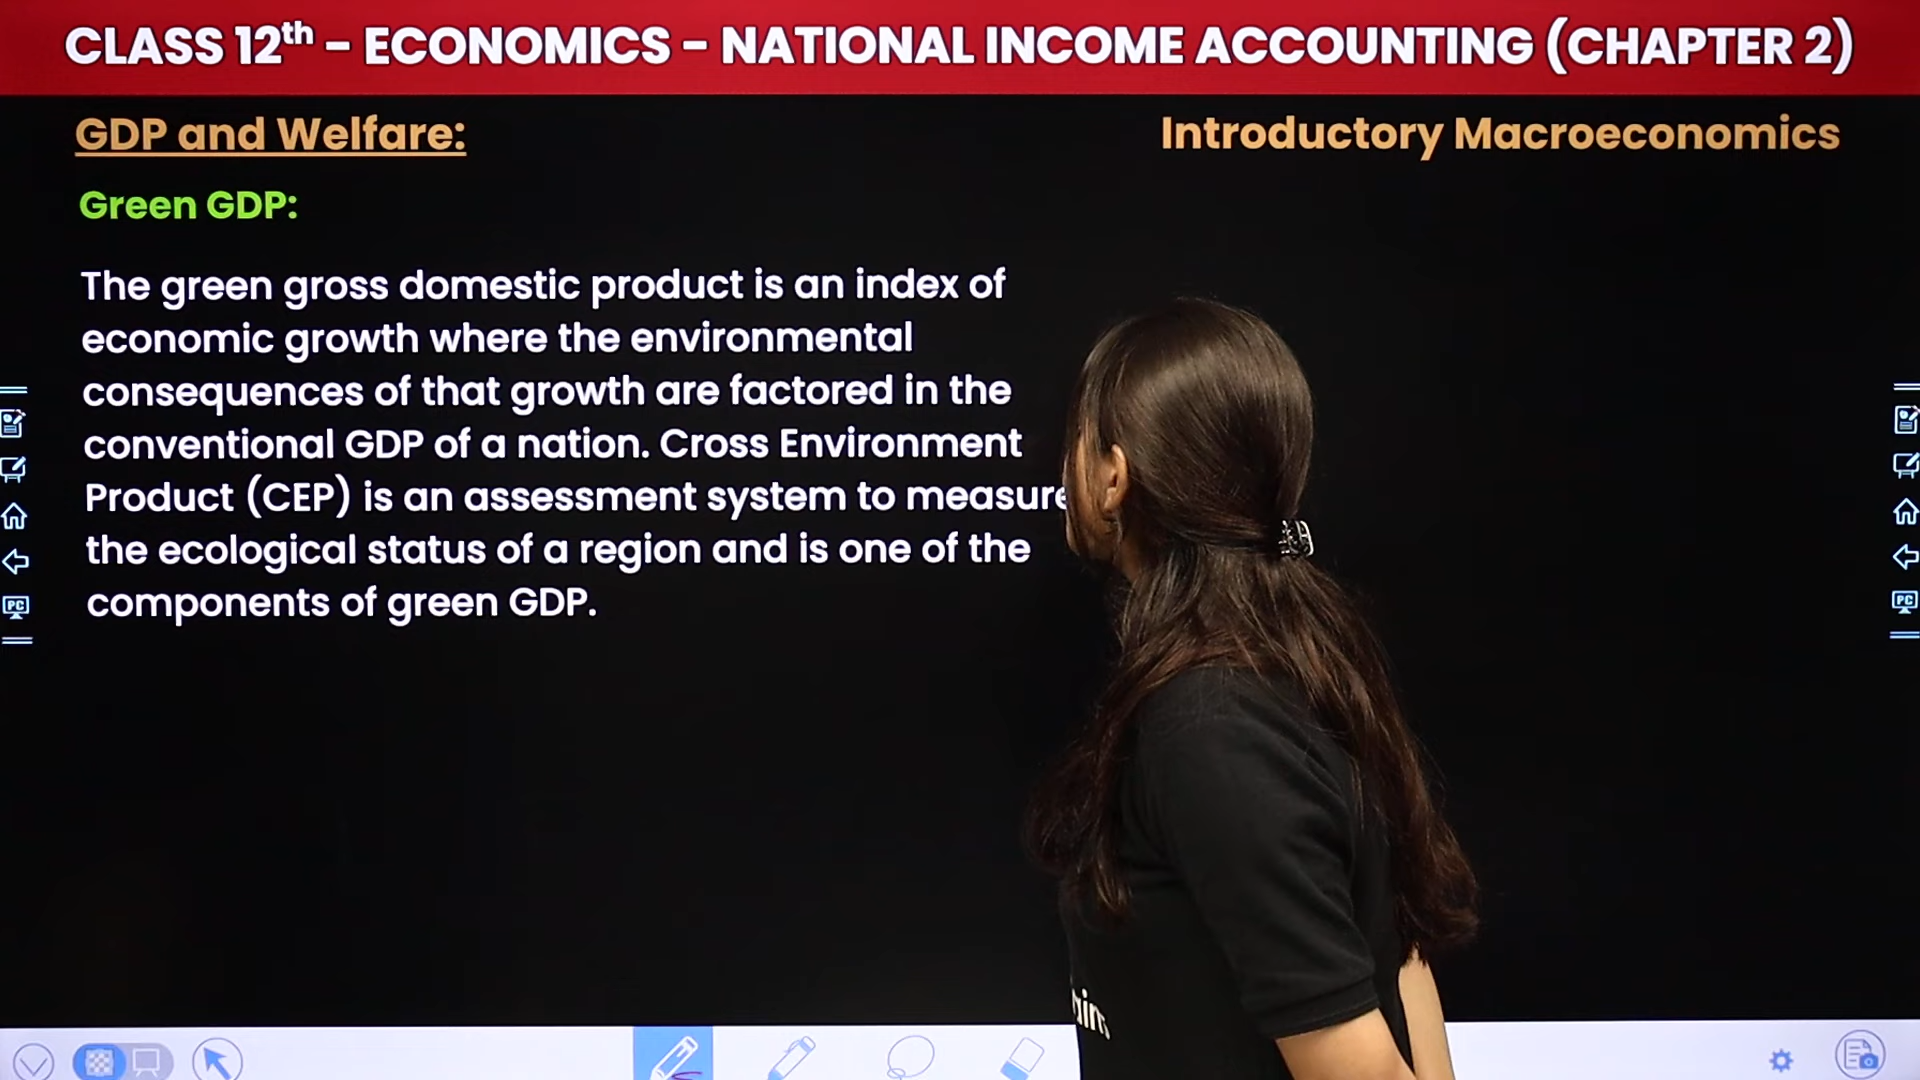 CLASS 12th – ECONOMICS – NATIONAL INCOME ACCOUNTING (CHAPTER 2)
GDP and Welfare:
Introductory Macroeconomics
Green GDP:
The green gross domestic product is an index of
economic growth where the environmental
consequences of that growth are factored in the
conventional GDP of a nation. Cross Environment
Product (CEP) is an assessment system to measure
the ecological status of a region and is one of the
components of green GDP.
PC
PC